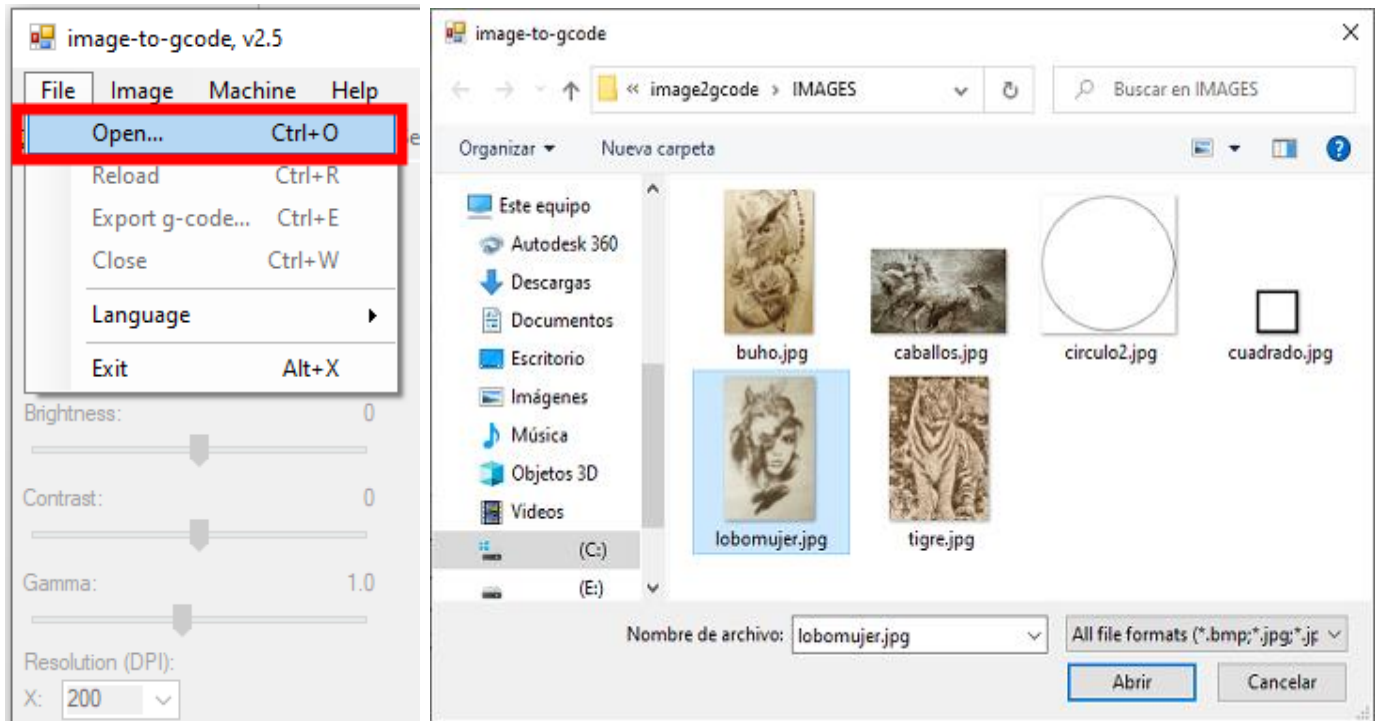 image-to-gcode, v2.5
File Image Machine Help
Open... Ctrl+O
Reload Ctrl+R
Export g-code... Ctrl+E
Close Ctrl+W
Language
Exit Alt+X
Brightness: 0
Contrast: 0
Gamma: 1.0
Resolution (DPI):
X: 200
image-to-gcode
« image2gcode > IMAGES
Buscar en IMAGES
Organizar Nueva carpeta
Este equipo
Autodesk 360
Descargas
Documentos
Escritorio
Imágenes
Música
Objetos 3D
Videos
(C:)
(E:)
buho.jpg caballos.jpg circulo2.jpg cuadrado.jpg
lobomujer.jpg tigre.jpg
Nombre de archivo: lobomujer.jpg All file formats (*.bmp;*.jpg;*.jp
Abrir Cancelar